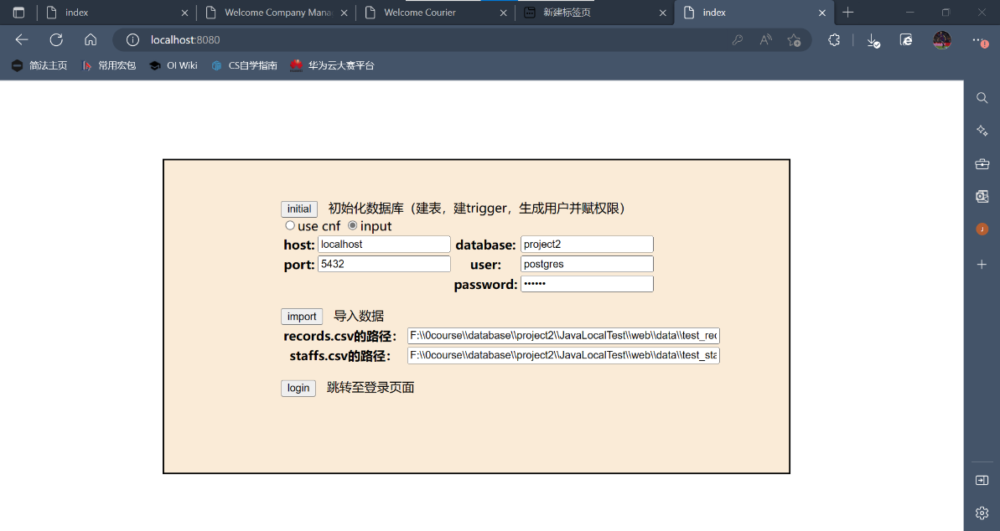 index
Welcome Company Mana
Welcome Courier
新建标签页
index
localhost:8080
简法主页
常用宏包
OI Wiki
CS自学指南
华为云大赛平台
initial 初始化数据库（建表，建trigger，生成用户并赋权限）
use cnf input
host: localhost database: project2
port: 5432 user: postgres
password: ••••••
import 导入数据
records.csv的路径： F:\\0course\\database\\project2\\JavaLocalTest\\web\\data\\test_rec
staffs.csv的路径： F:\\0course\\database\\project2\\JavaLocalTest\\web\\data\\test_sta
login 跳转至登录页面